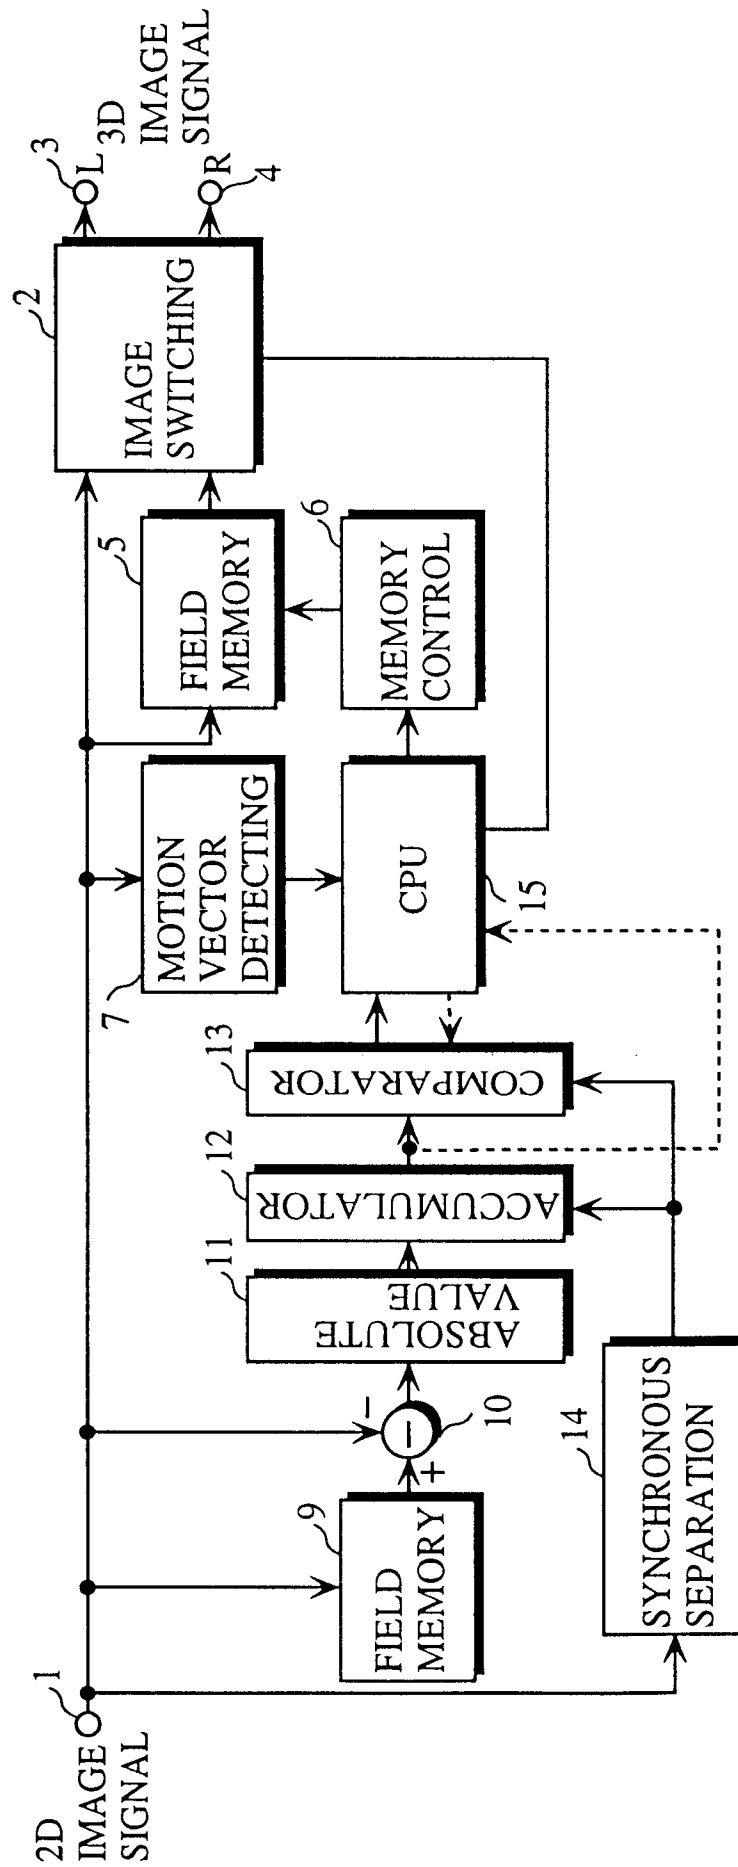 2D
IMAGE
SIGNAL
1
9
FIELD
MEMORY
10
+
−
−
11
ABSOLUTE
VALUE
12
ACCUMULATOR
13
COMPARATOR
14
SYNCHRONOUS
SEPARATION
7
MOTION
VECTOR
DETECTING
CPU
15
5
FIELD
MEMORY
6
MEMORY
CONTROL
2
IMAGE
SWITCHING
3
L
R
4
3D
IMAGE
SIGNAL